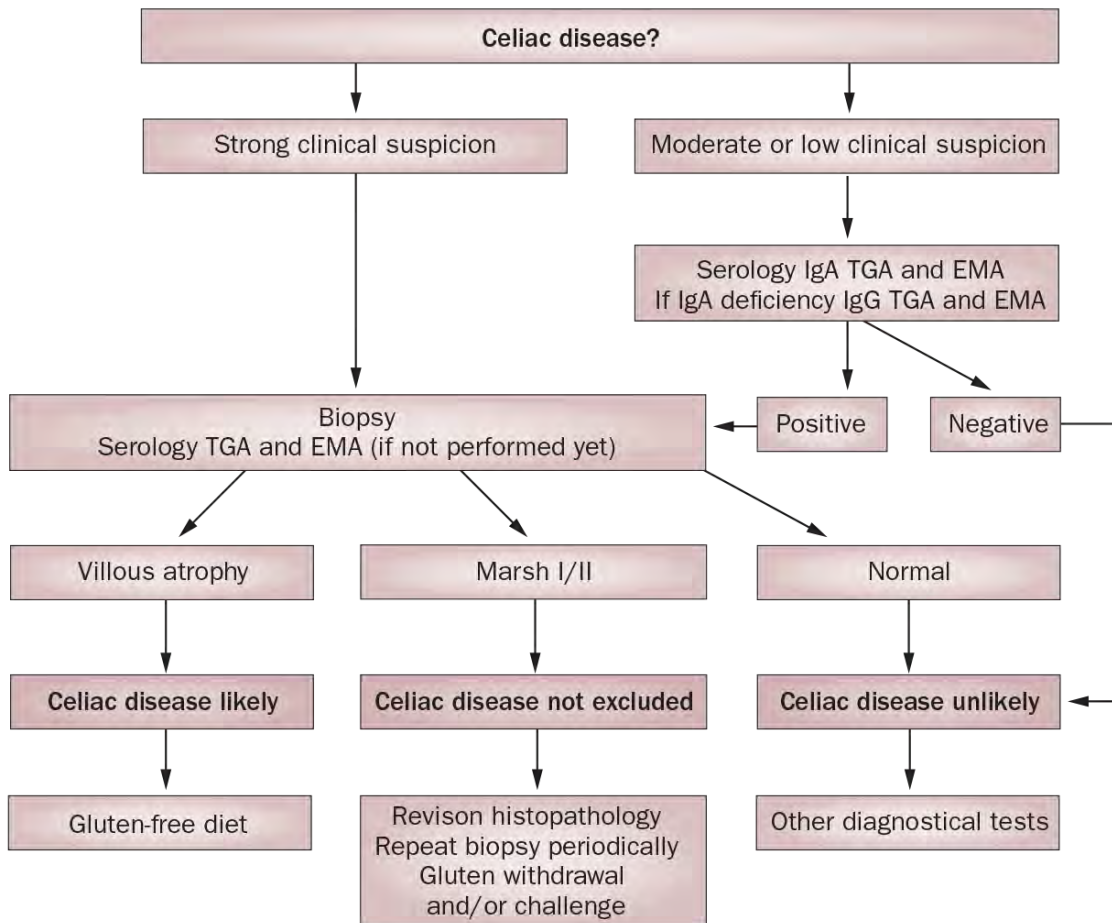 Celiac disease?
Strong clinical suspicion
Moderate or low clinical suspicion
Serology IgA TGA and EMA
If IgA deficiency IgG TGA and EMA
Biopsy
Serology TGA and EMA (if not performed yet)
Positive
Negative
Villous atrophy
Marsh I/II
Normal
Celiac disease likely
Celiac disease not excluded
Celiac disease unlikely
Gluten-free diet
Revison histopathology
Repeat biopsy periodically
Gluten withdrawal
and/or challenge
Other diagnostical tests